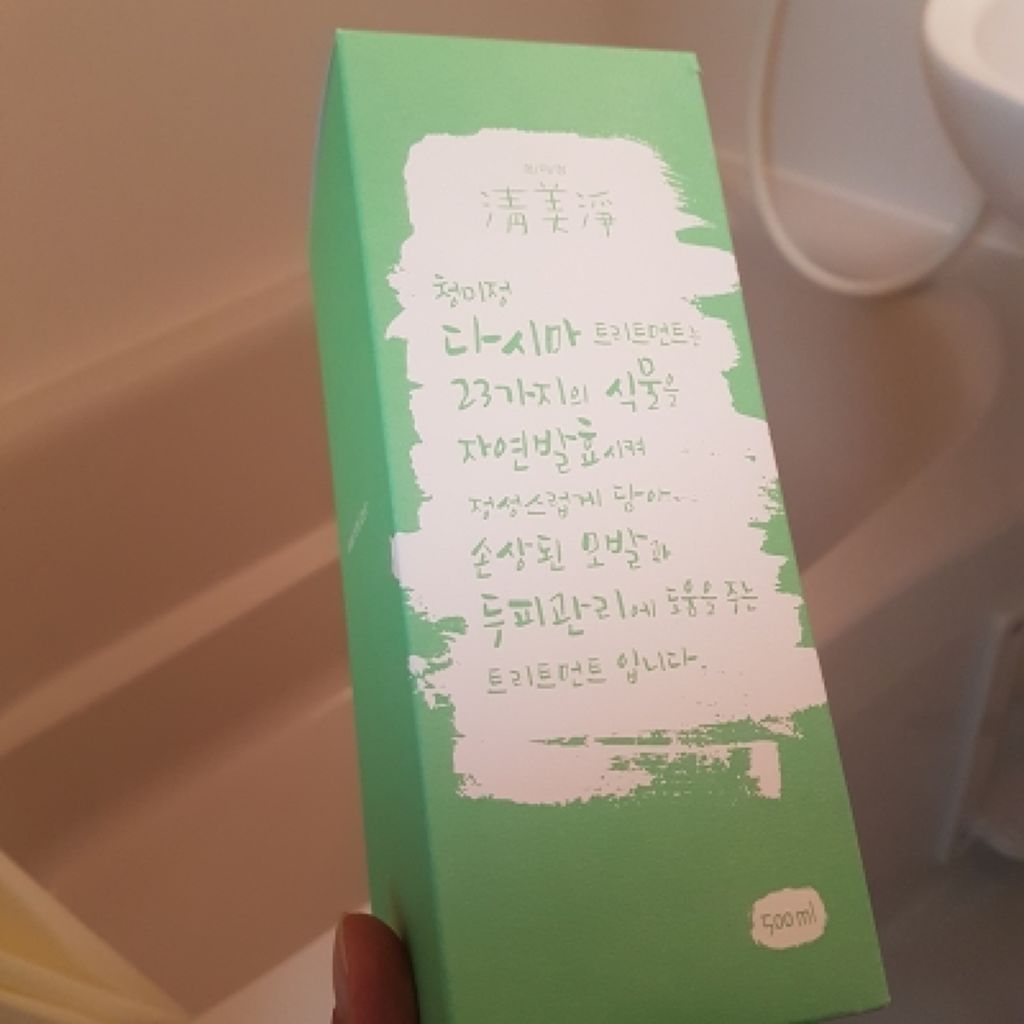 清美淨
청미정
다시마 트리트먼트는
23가지의 식물을
자연발효시켜
정성스럽게 담아...
손상된 모발과
두피관리에 도움을 주는
트리트먼트 입니다.
500ml